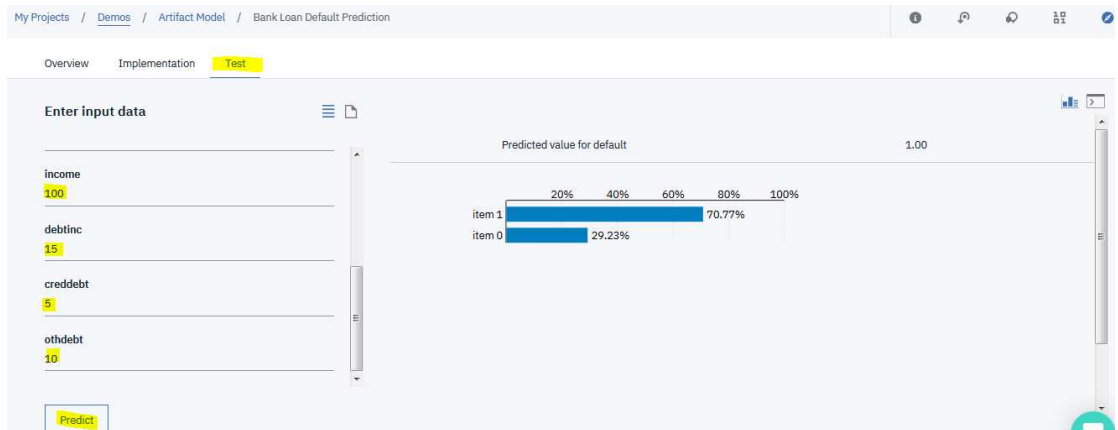 My Projects / Demos / Artifact Model / Bank Loan Default Prediction
Overview Implementation Test
Enter input data
Predicted value for default 1.00
income
100
debtinc
15
creddebt
5
othdebt
10
Predict
20% 40% 60% 80% 100%
item 1 70.77%
item 0 29.23%